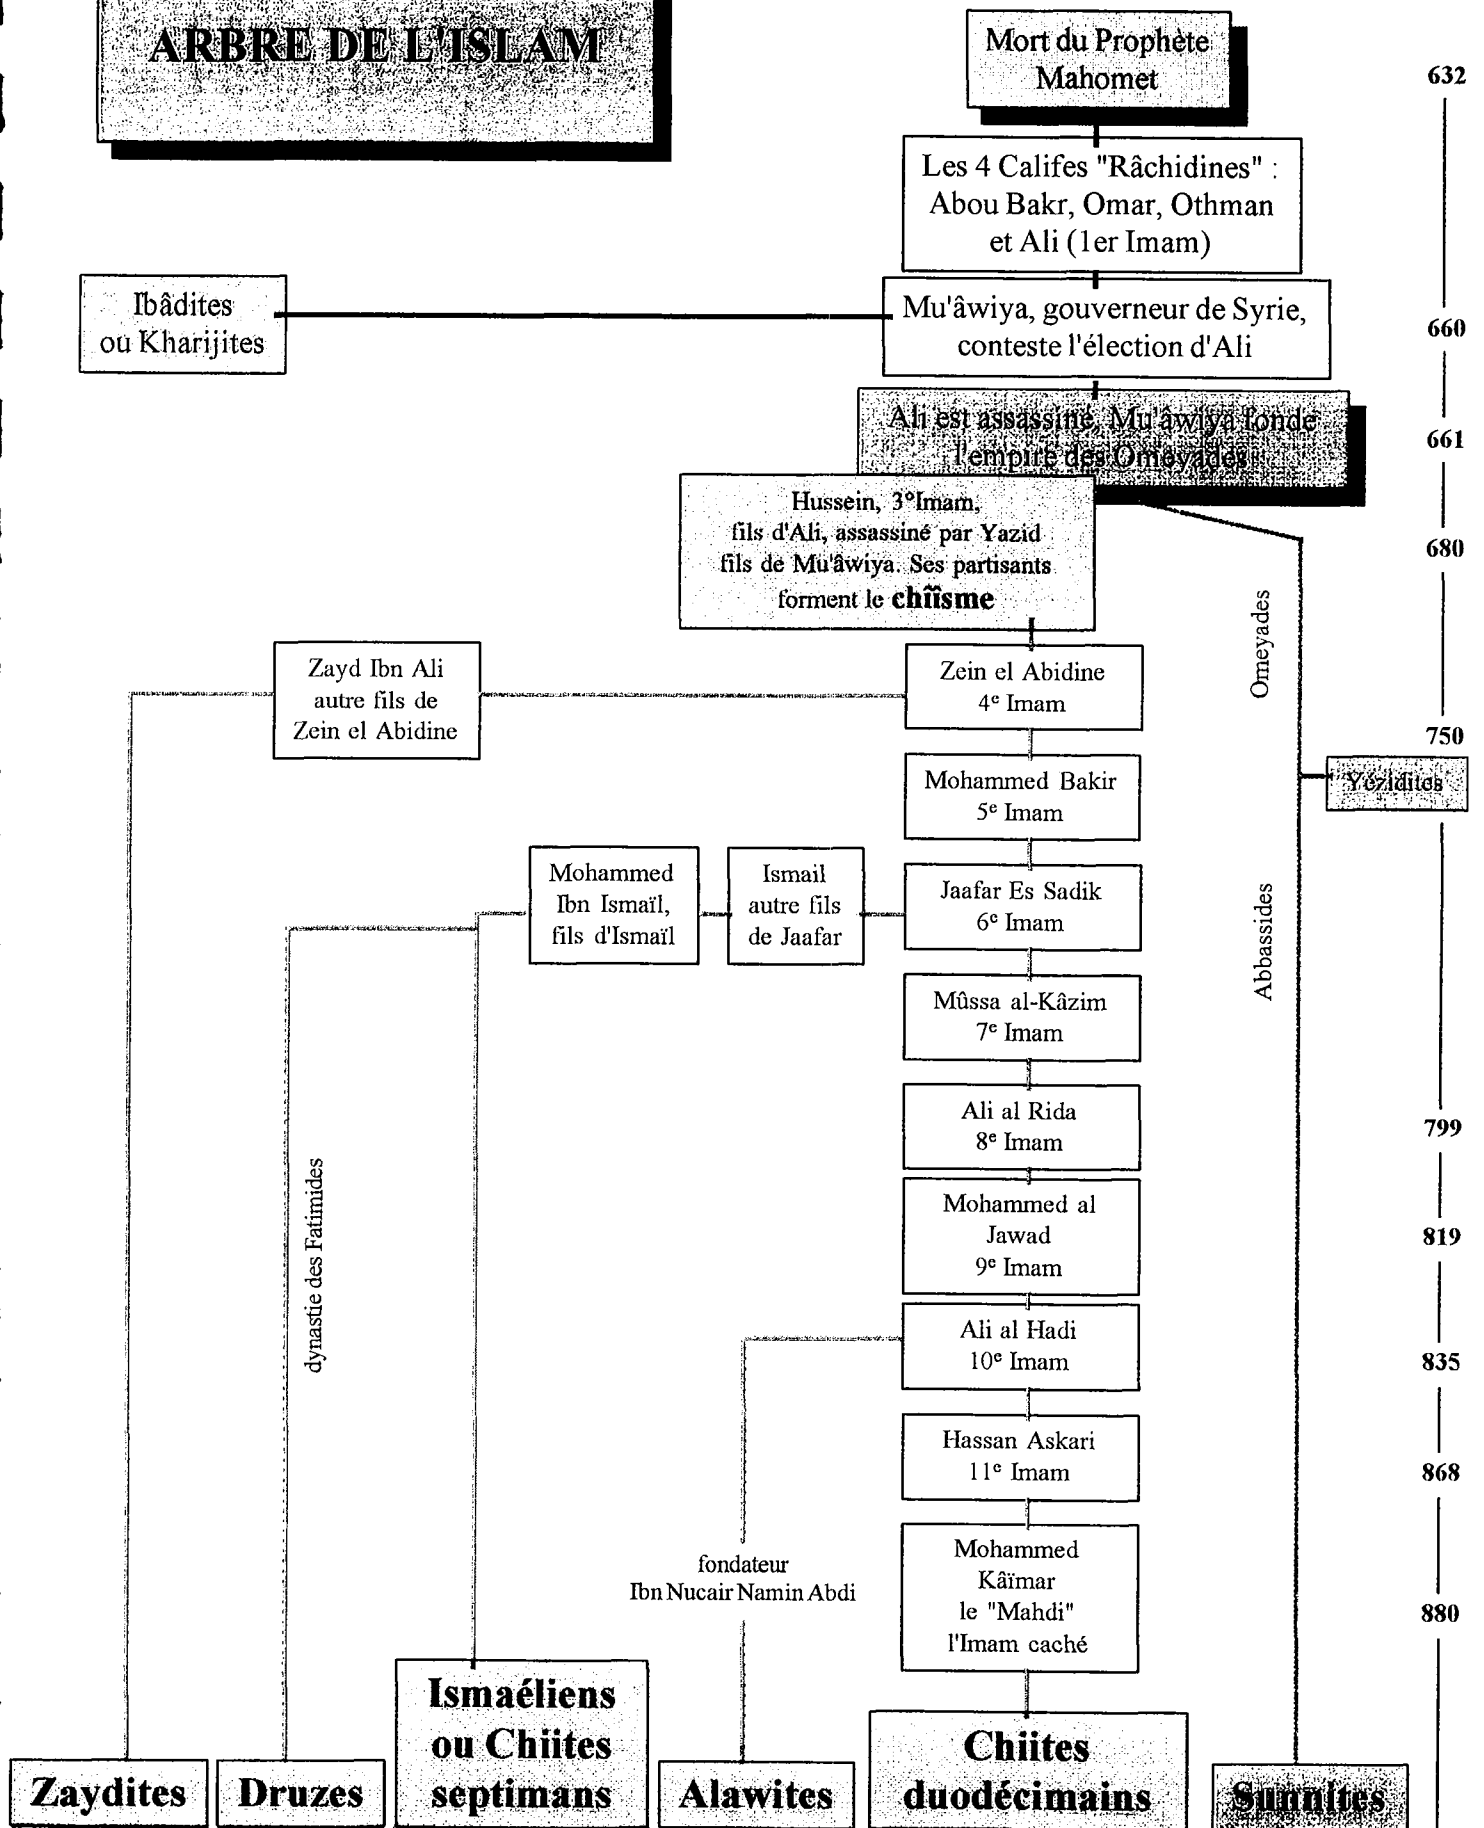 ARBRE DE L'ISLAM
Mort du Prophète
Mahomet
632
Les 4 Califes "Râchidines" :
Abou Bakr, Omar, Othman
et Ali (1er Imam)
Ibâdites
ou Kharijites
Mu'âwiya, gouverneur de Syrie,
conteste l'élection d'Ali
660
Ali est assassiné, Mu'âwiya fonde
l'empire des Omeyades
661
Hussein, 3°Imam,
fils d'Ali, assassiné par Yazid
fils de Mu'âwiya. Ses partisants
forment le chiïsme
680
Omeyades
Zayd Ibn Ali
autre fils de
Zein el Abidine
Zein el Abidine
4e Imam
750
Yézidites
Mohammed Bakir
5e Imam
Mohammed
Ibn Ismaïl,
fils d'Ismaïl
Ismail
autre fils
de Jaafar
Jaafar Es Sadik
6e Imam
Abbassides
Mûssa al-Kâzim
7e Imam
Ali al Rida
8e Imam
799
dynastie des Fatimides
Mohammed al
Jawad
9e Imam
819
Ali al Hadi
10e Imam
835
Hassan Askari
11e Imam
868
fondateur
Ibn Nucair Namin Abdi
Mohammed
Kâïmar
le "Mahdi"
l'Imam caché
880
Zaydites
Druzes
Ismaéliens
ou Chiites
septimans
Alawites
Chiites
duodécimains
Sunnites